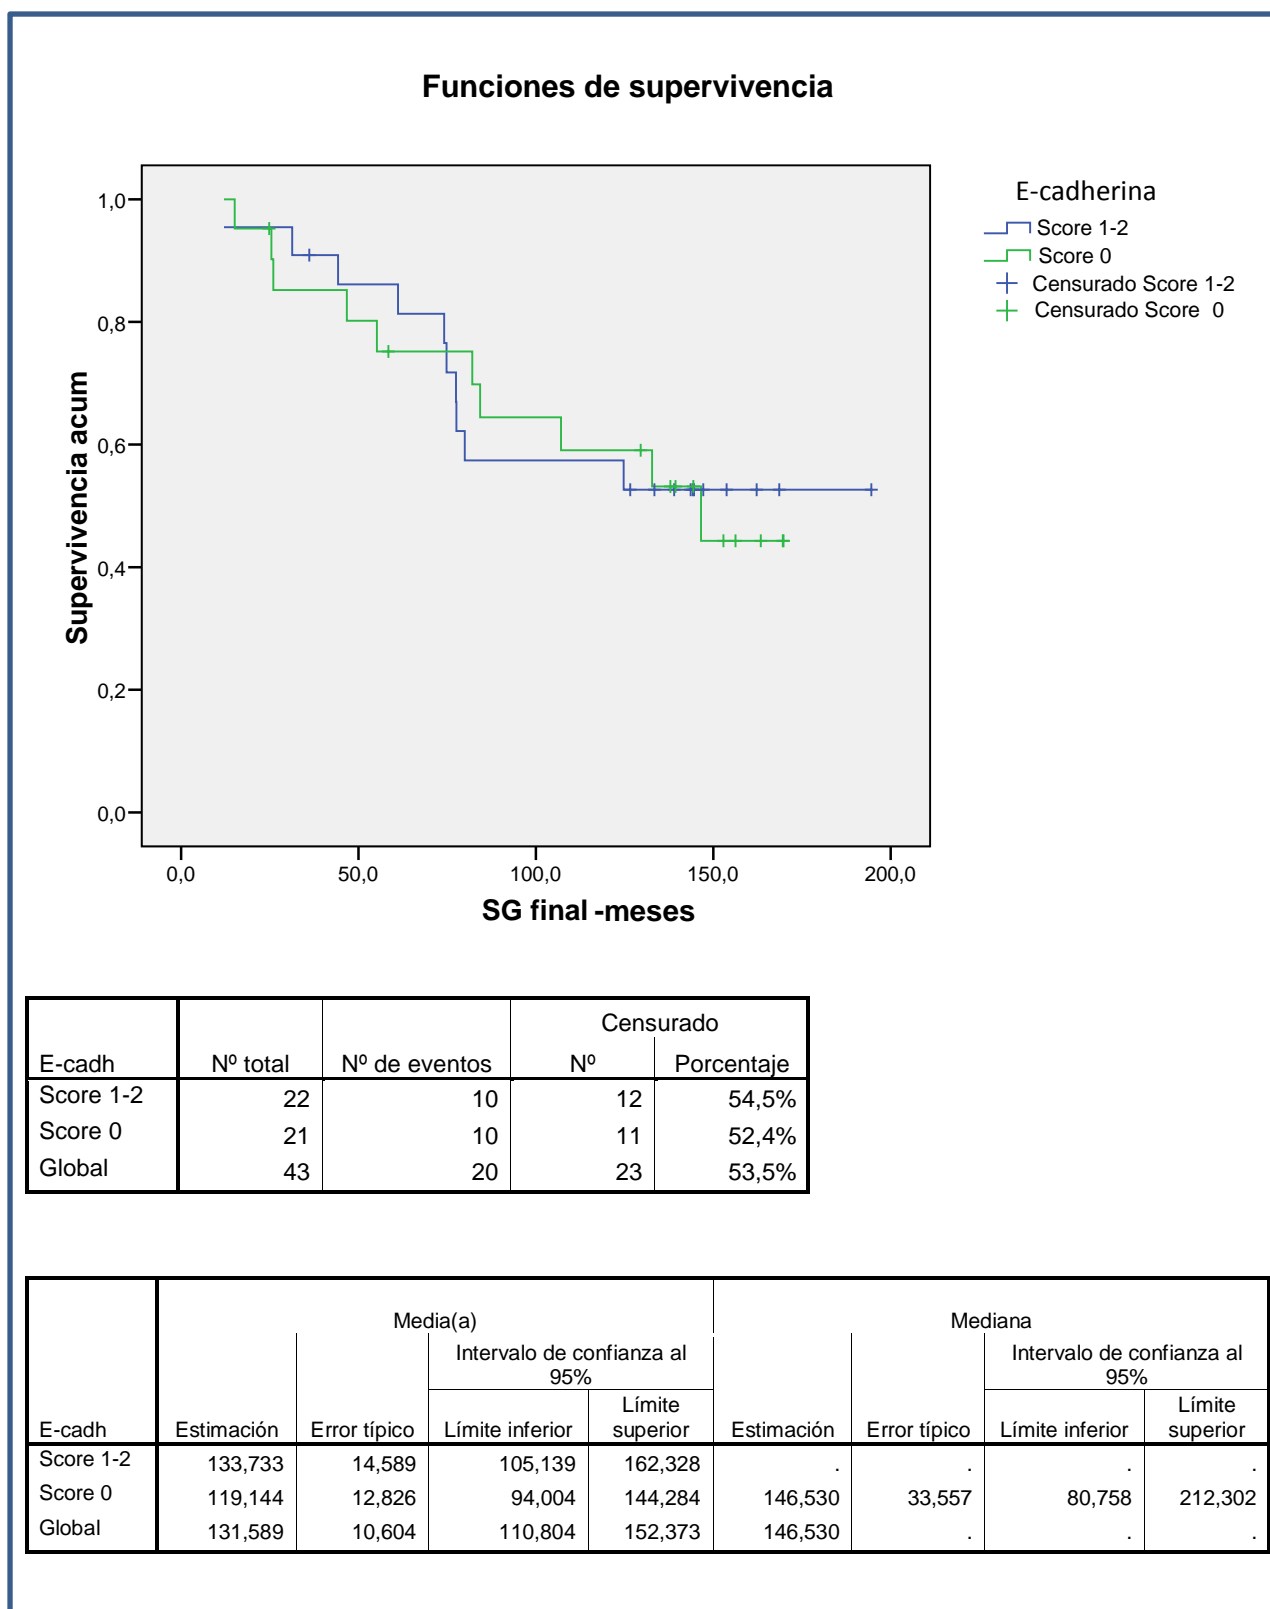 Funciones de supervivencia
1,0
0,8
0,6
0,4
0,2
0,0
Supervivencia acum
0,0 50,0 100,0 150,0 200,0
SG final -meses
E-cadherina
Score 1-2
Score 0
Censurado Score 1-2
Censurado Score 0
Censurado
E-cadh Nº total Nº de eventos Nº Porcentaje
Score 1-2 22 10 12 54,5%
Score 0 21 10 11 52,4%
Global 43 20 23 53,5%
Media(a) Mediana
Intervalo de confianza al Intervalo de confianza al
95% 95%
Límite Límite
E-cadh Estimación Error típico Límite inferior superior Estimación Error típico Límite inferior superior
Score 1-2 133,733 14,589 105,139 162,328 . . . .
Score 0 119,144 12,826 94,004 144,284 146,530 33,557 80,758 212,302
Global 131,589 10,604 110,804 152,373 146,530 . . .